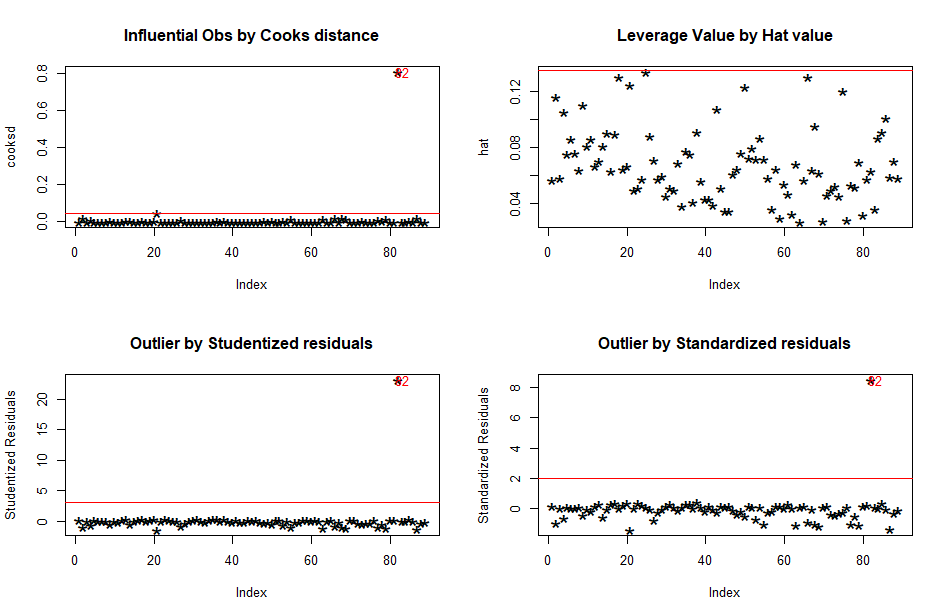 Influential Obs by Cooks distance
cooksd
0.0 0.2 0.4 0.6 0.8
82
0 20 40 60 80
Index
Leverage Value by Hat value
hat
0.04 0.08 0.12
0 20 40 60 80
Index
Outlier by Studentized residuals
Studentized Residuals
0 5 10 15 20
82
0 20 40 60 80
Index
Outlier by Standardized residuals
Standardized Residuals
0 2 4 6 8
82
0 20 40 60 80
Index